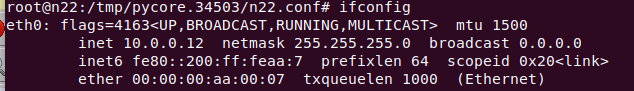 root@n22:/tmp/pycore.34503/n22.conf# ifconfig
eth0: flags=4163<UP,BROADCAST,RUNNING,MULTICAST>  mtu 1500
        inet 10.0.0.12  netmask 255.255.255.0  broadcast 0.0.0.0
        inet6 fe80::200:ff:feaa:7  prefixlen 64  scopeid 0x20<link>
        ether 00:00:00:aa:00:07  txqueuelen 1000  (Ethernet)